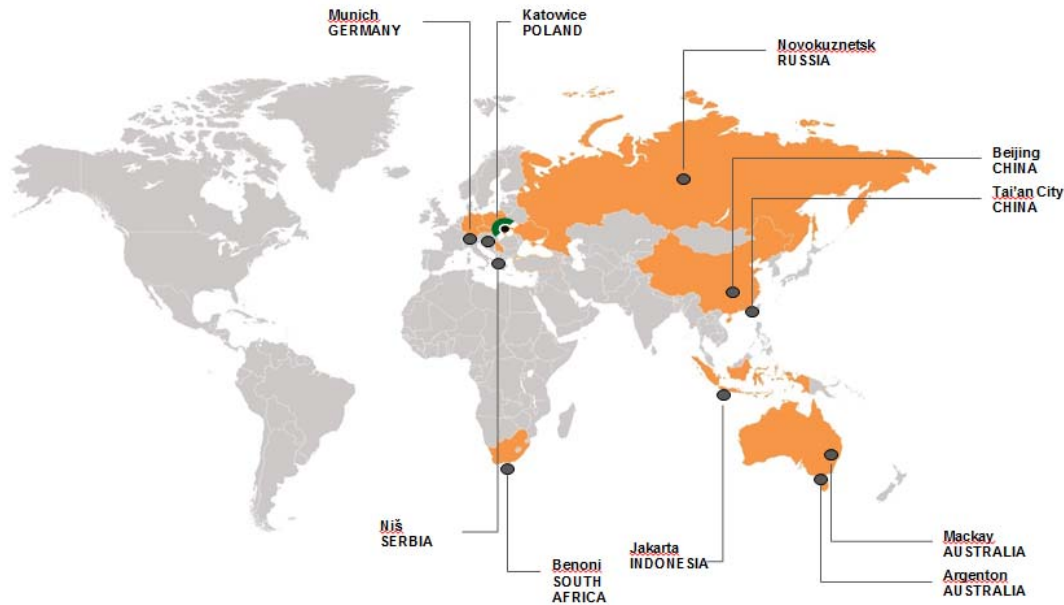 Munich
GERMANY
Katowice
POLAND
Novokuznetsk
RUSSIA
Beijing
CHINA
Tai'an City
CHINA
Niš
SERBIA
Benoni
SOUTH
AFRICA
Jakarta
INDONESIA
Mackay
AUSTRALIA
Argenton
AUSTRALIA